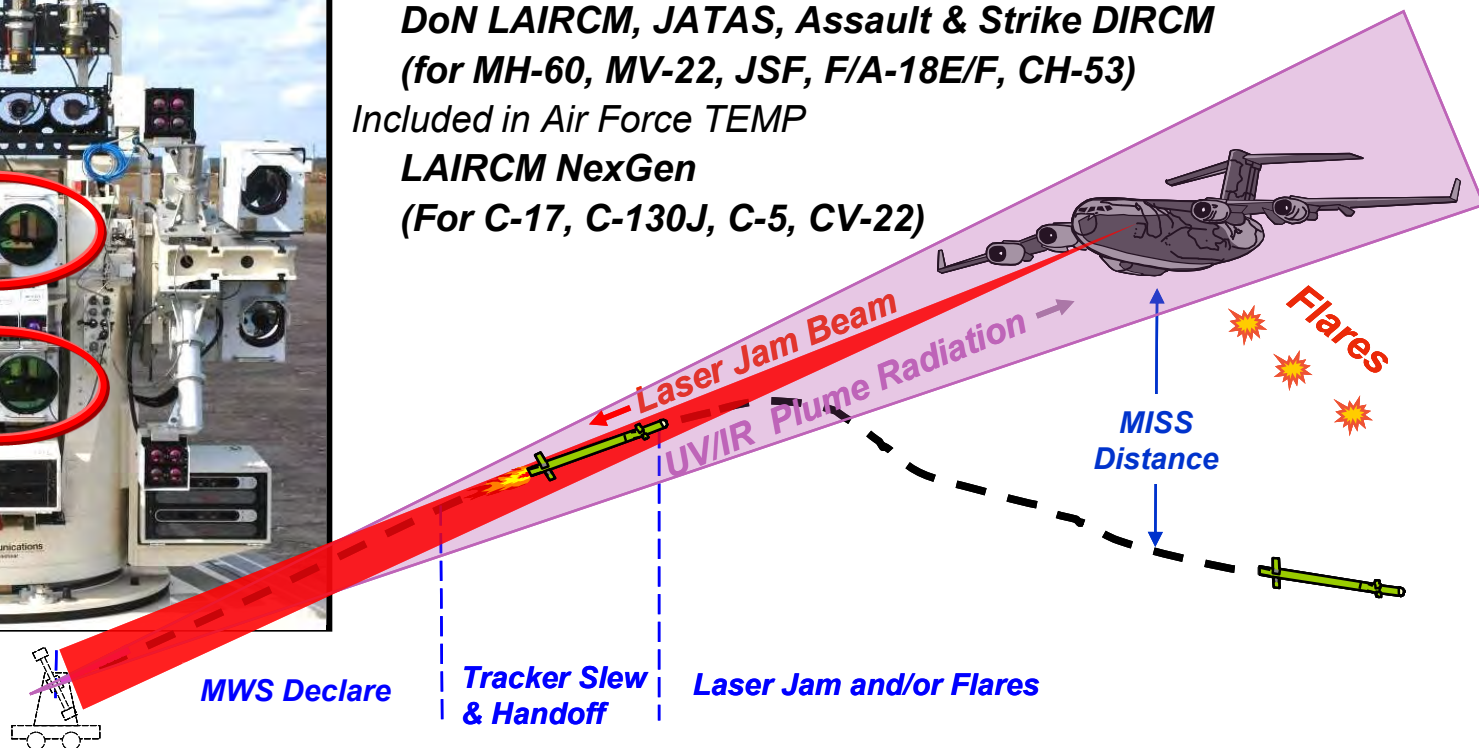 DoN LAIRCM, JATAS, Assault & Strike DIRCM
(for MH-60, MV-22, JSF, F/A-18E/F, CH-53)
Included in Air Force TEMP
LAIRCM NexGen
(For C-17, C-130J, C-5, CV-22)
Laser Jam Beam
UV/IR Plume Radiation
Flares
MISS
Distance
MWS Declare
Tracker Slew
& Handoff
Laser Jam and/or Flares